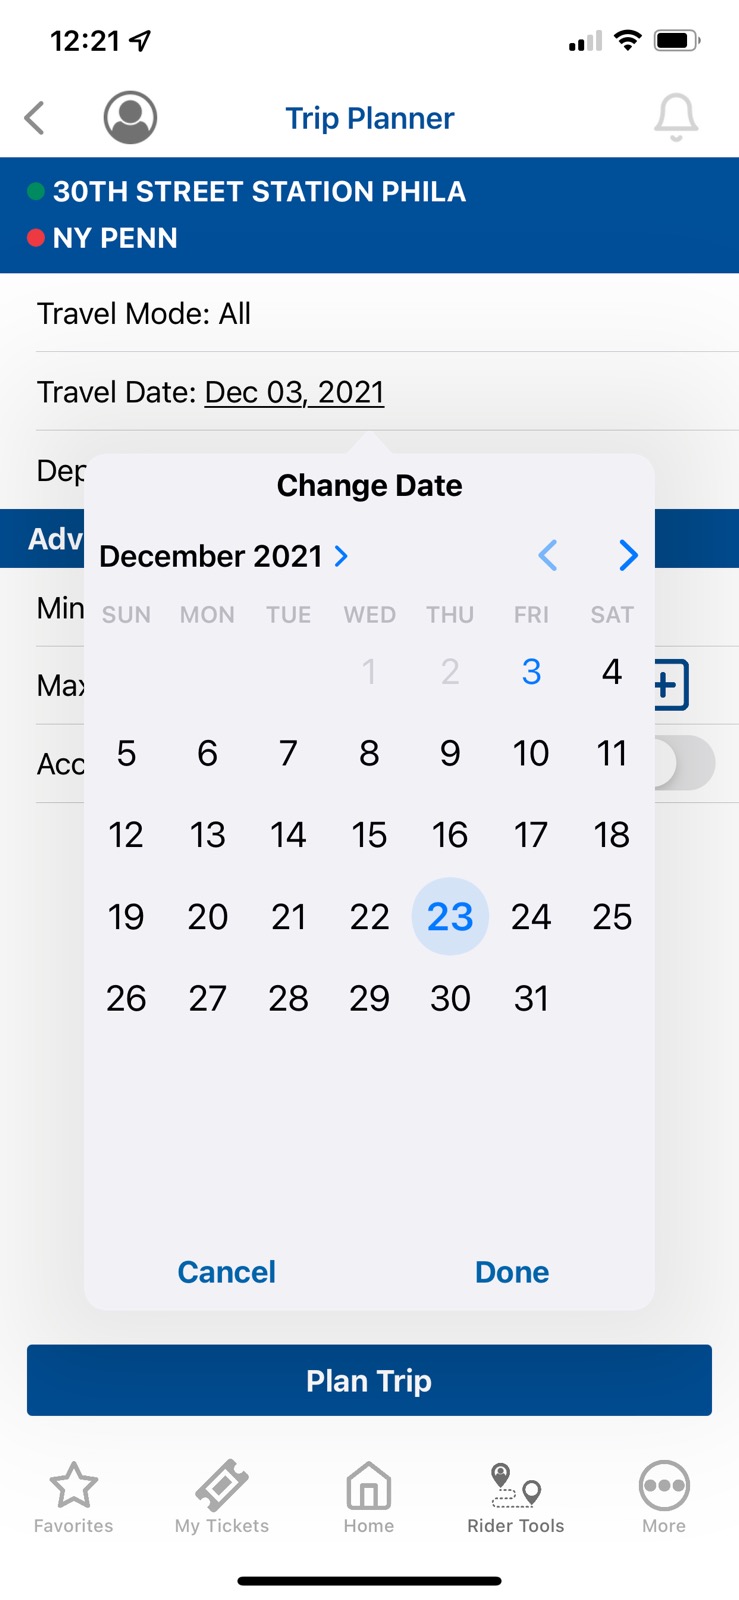 12:21
Trip Planner
30TH STREET STATION PHILA
NY PENN
Travel Mode: All
Travel Date: Dec 03, 2021
Dep
Change Date
Adv
December 2021
Min
SUN MON TUE WED THU FRI SAT
1 2 3 4
Max
5 6 7 8 9 10 11
Acc
12 13 14 15 16 17 18
19 20 21 22 23 24 25
26 27 28 29 30 31
Cancel Done
Plan Trip
Favorites My Tickets Home Rider Tools More